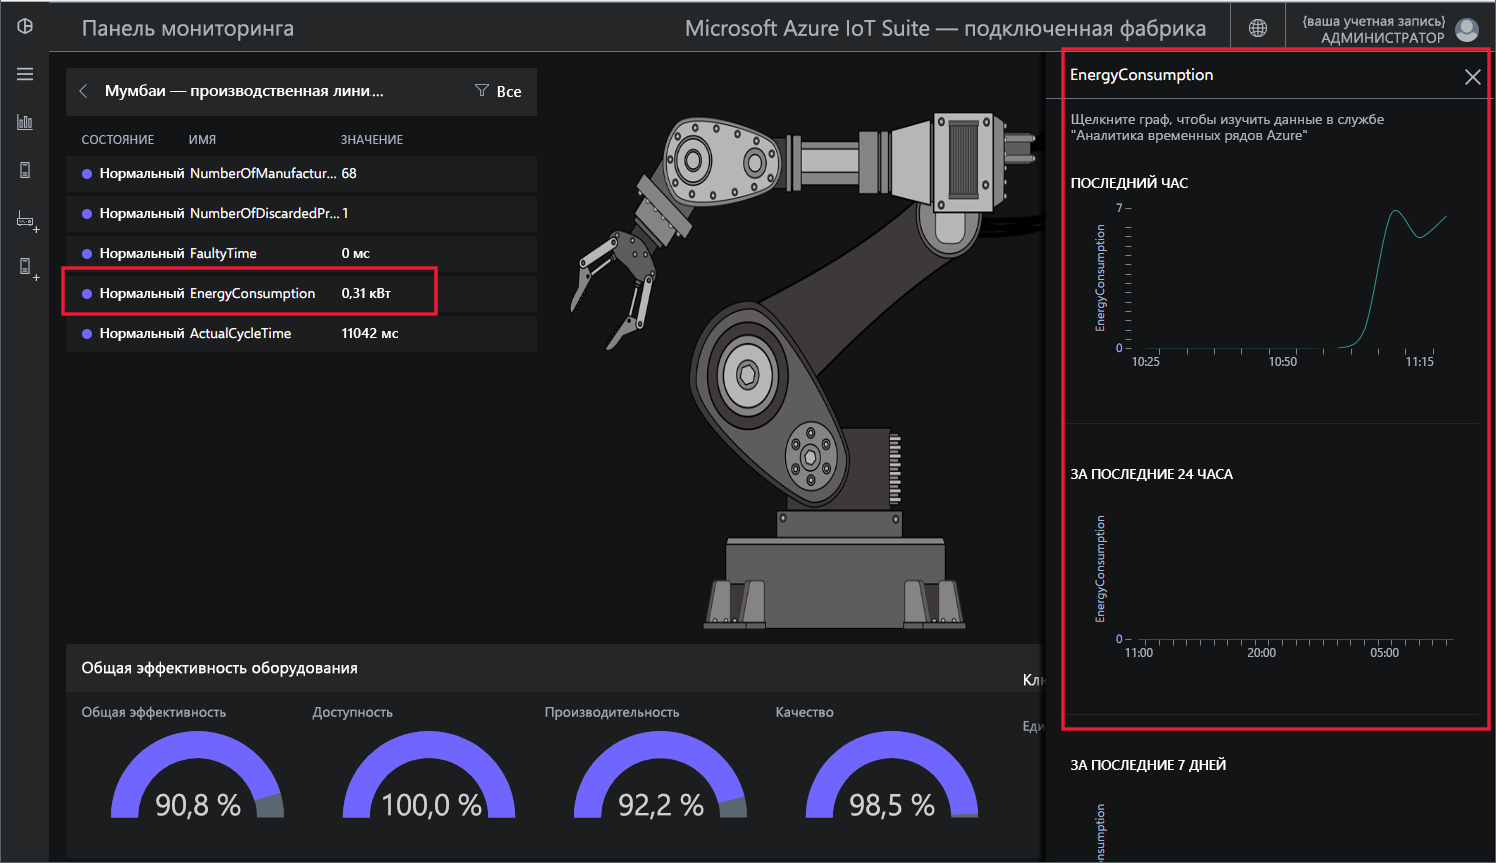 Панель мониторинга
Microsoft Azure IoT Suite — подключенная фабрика
{ваша учетная запись}
АДМИНИСТРАТОР
Мумбаи — производственная лини...
Все
СОСТОЯНИЕ ИМЯ ЗНАЧЕНИЕ
Нормальный NumberOfManufactur... 68
Нормальный NumberOfDiscardedPr... 1
Нормальный FaultyTime 0 мс
Нормальный EnergyConsumption 0,31 кВт
Нормальный ActualCycleTime 11042 мс
Общая эффективность оборудования
Общая эффективность
90,8 %
Доступность
100,0 %
Производительность
92,2 %
Качество
98,5 %
Клк
Еди
EnergyConsumption
Щелкните граф, чтобы изучить данные в службе
"Аналитика временных рядов Azure"
ПОСЛЕДНИЙ ЧАС
7
EnergyConsumption
0
10:25 10:50 11:15
ЗА ПОСЛЕДНИЕ 24 ЧАСА
EnergyConsumption
0
11:00 20:00 05:00
ЗА ПОСЛЕДНИЕ 7 ДНЕЙ
sumption